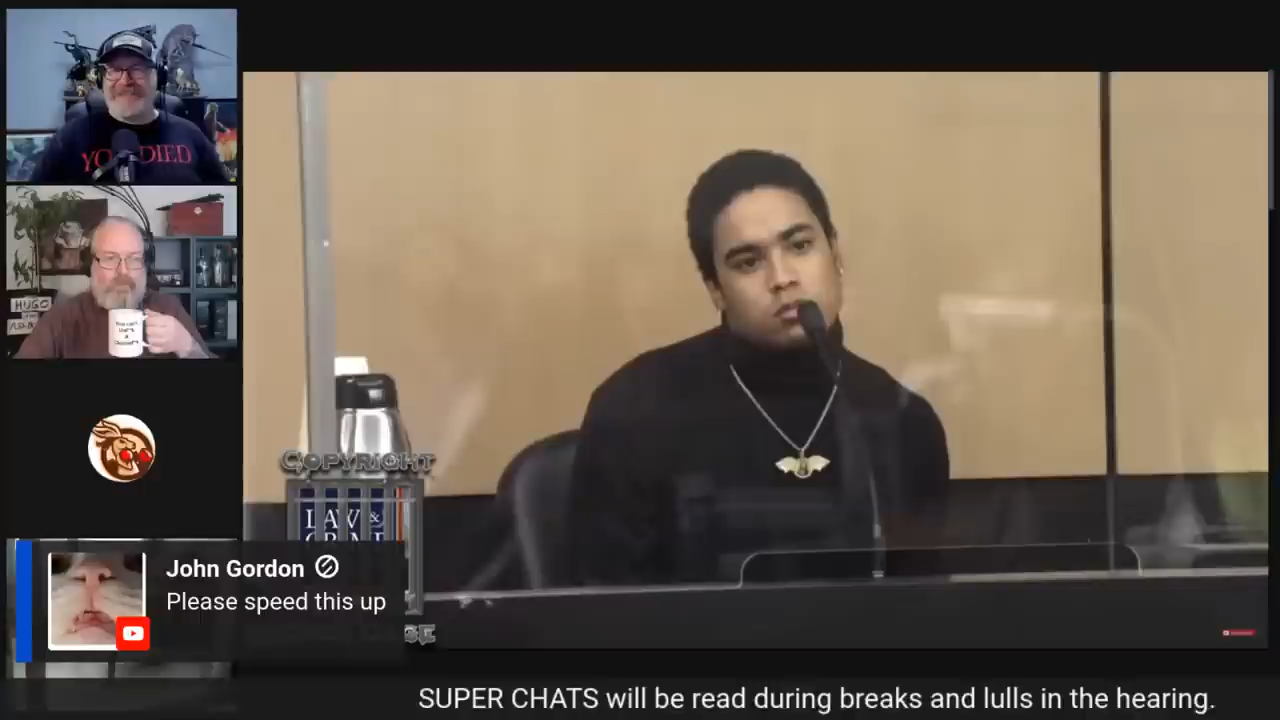 YOU DIED
HUGO
COPYRIGHT
LAW &
John Gordon
Please speed this up
SUPER CHATS will be read during breaks and lulls in the hearing.